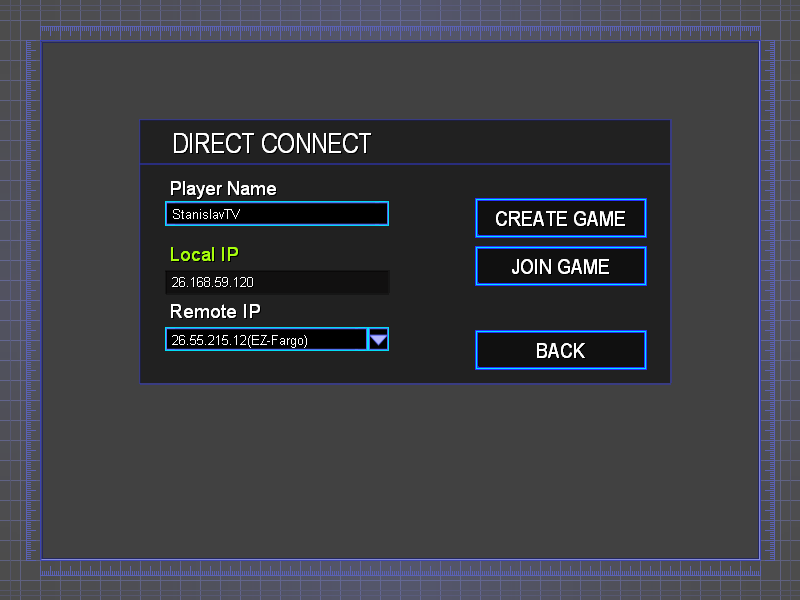 DIRECT CONNECT
Player Name
StanislavTV
CREATE GAME
Local IP
JOIN GAME
26.168.59.120
Remote IP
26.55.215.12(EZ-Fargo)
BACK